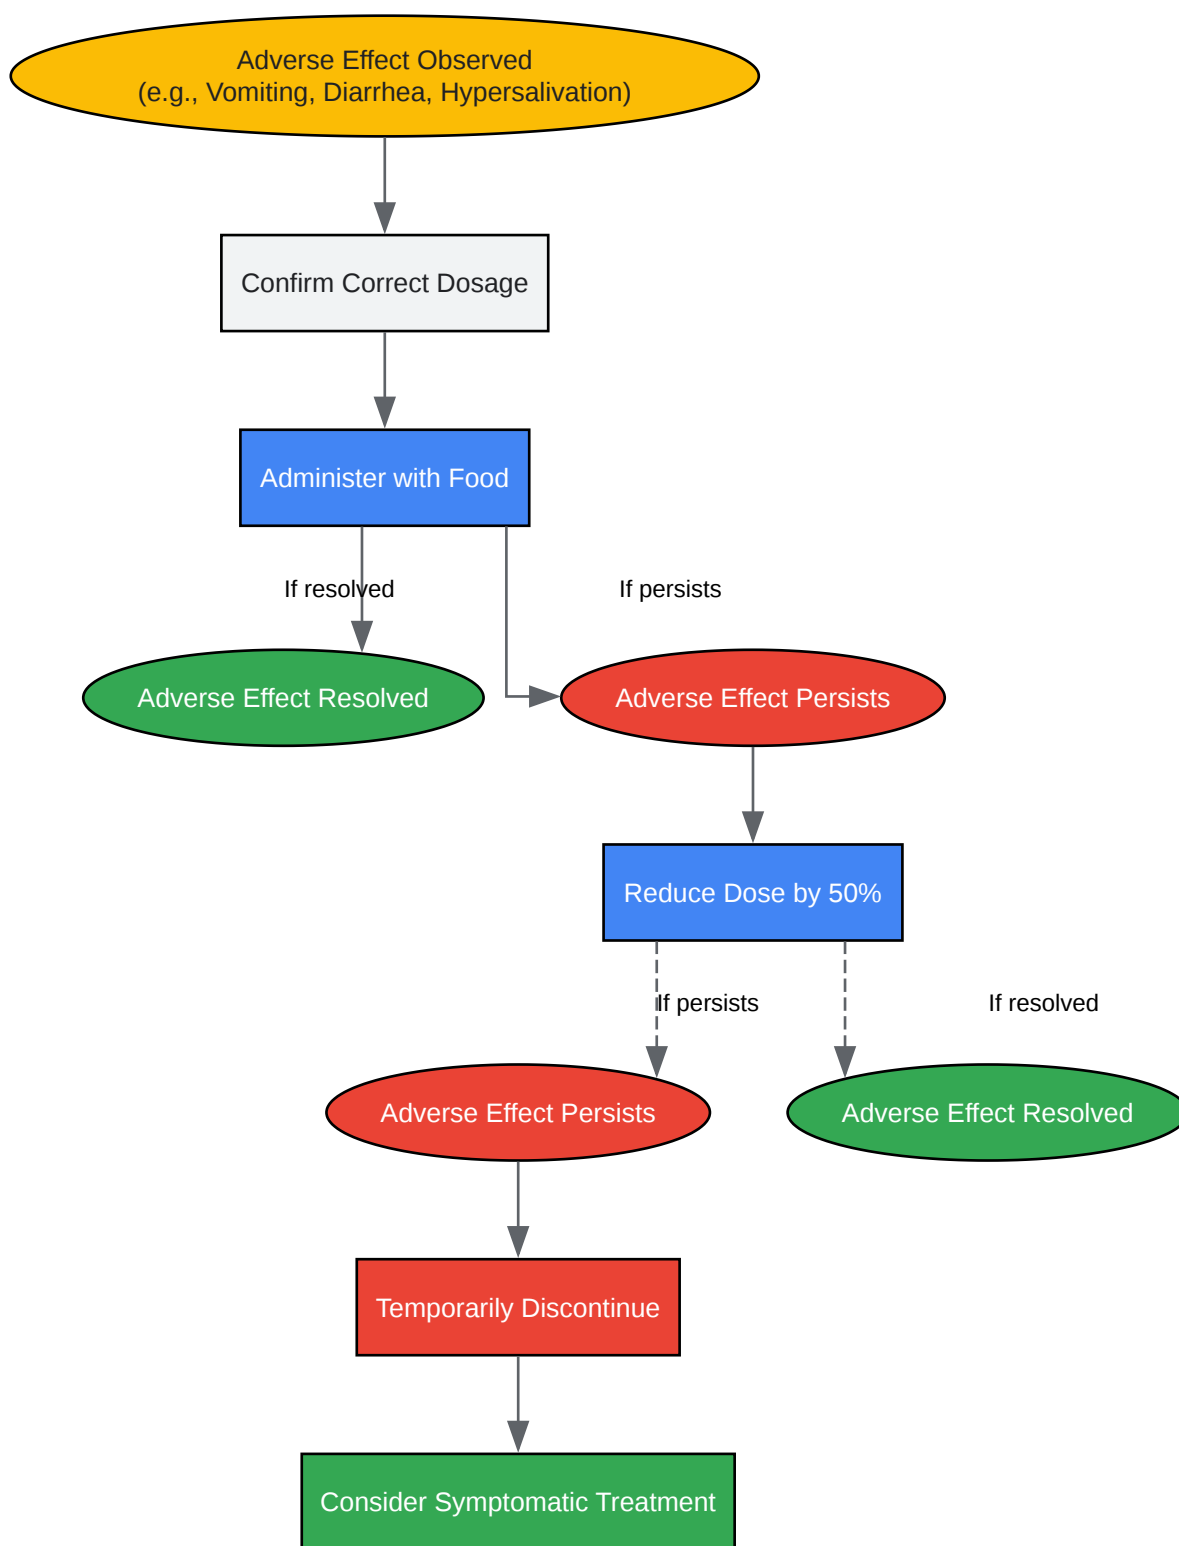 Adverse Effect Observed
(e.g., Vomiting, Diarrhea, Hypersalivation)
Confirm Correct Dosage
Administer with Food
If resolved
If persists
Adverse Effect Resolved
Adverse Effect Persists
Reduce Dose by 50%
If persists
If resolved
Adverse Effect Persists
Adverse Effect Resolved
Temporarily Discontinue
Consider Symptomatic Treatment